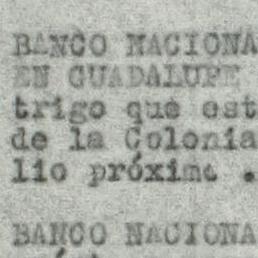 BANCO NACIONA
EN GUADALUPE
trigo que est
de la Colonia
lio próximo .
BANCO NACIONA